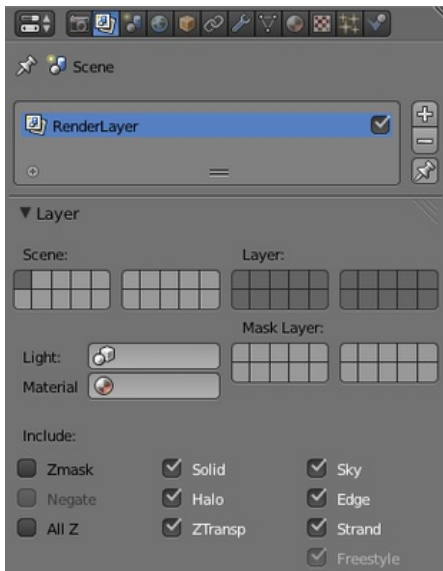 Scene
RenderLayer
Layer
Scene: Layer:
Mask Layer:
Light:
Material
Include:
Zmask Solid Sky
Negate Halo Edge
All Z ZTransp Strand
Freestyle